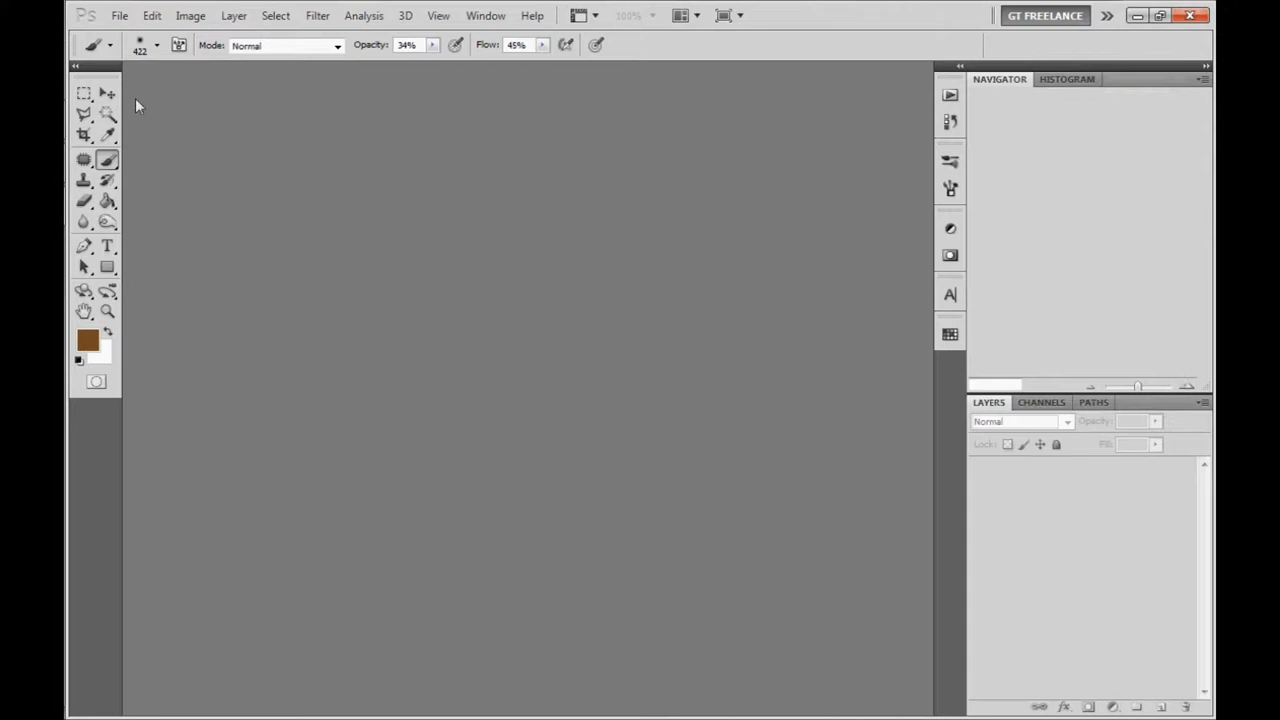 Ps File Edit Image Layer Select Filter Analysis 3D View Window Help 100% GT FREELANCE
422 Mode: Normal Opacity: 34% Flow: 45%
NAVIGATOR HISTOGRAM
T
A
LAYERS CHANNELS PATHS
Normal Opacity:
Lock: Fill:
fx